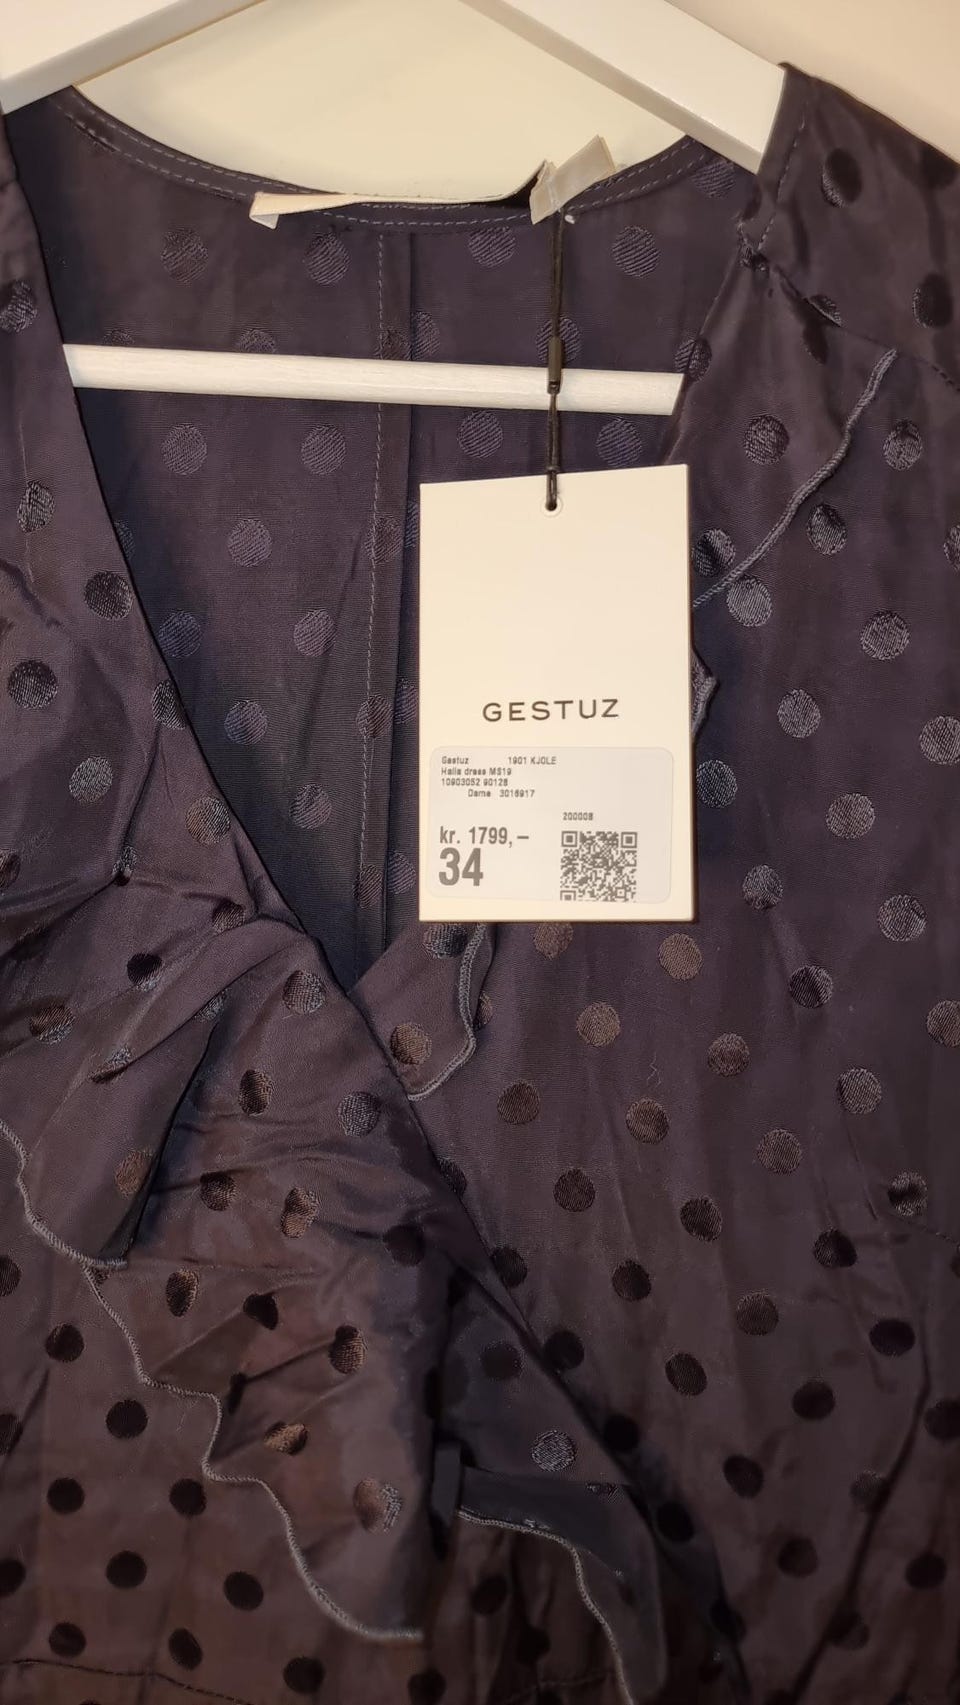 GESTUZ
Gestuz 1901 KJOLE
Halia dress MS19
10903052 90128
Dame 3016917
200008
kr. 1799,–
34